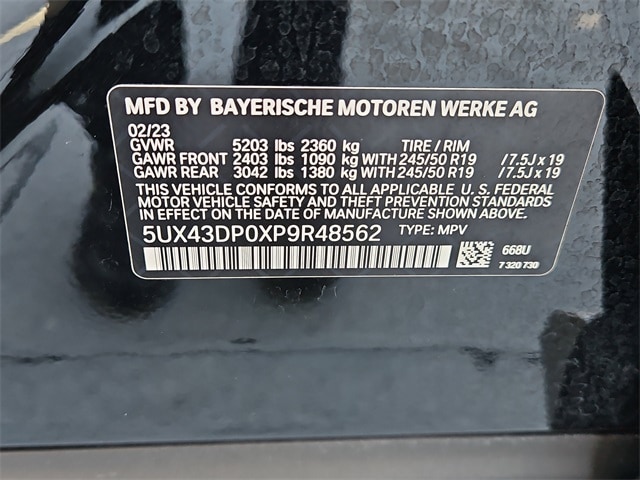 MFD BY BAYERISCHE MOTOREN WERKE AG
02/23
GVWR 5203 lbs 2360 kg TIRE / RIM
GAWR FRONT 2403 lbs 1090 kg WITH 245/50 R19 / 7.5J x 19
GAWR REAR 3042 lbs 1380 kg WITH 245/50 R19 / 7.5J x 19
THIS VEHICLE CONFORMS TO ALL APPLICABLE U. S. FEDERAL
MOTOR VEHICLE SAFETY AND THEFT PREVENTION STANDARDS
IN EFFECT ON THE DATE OF MANUFACTURE SHOWN ABOVE.
5UX43DP0XP9R48562 TYPE: MPV
668U
7 320 730